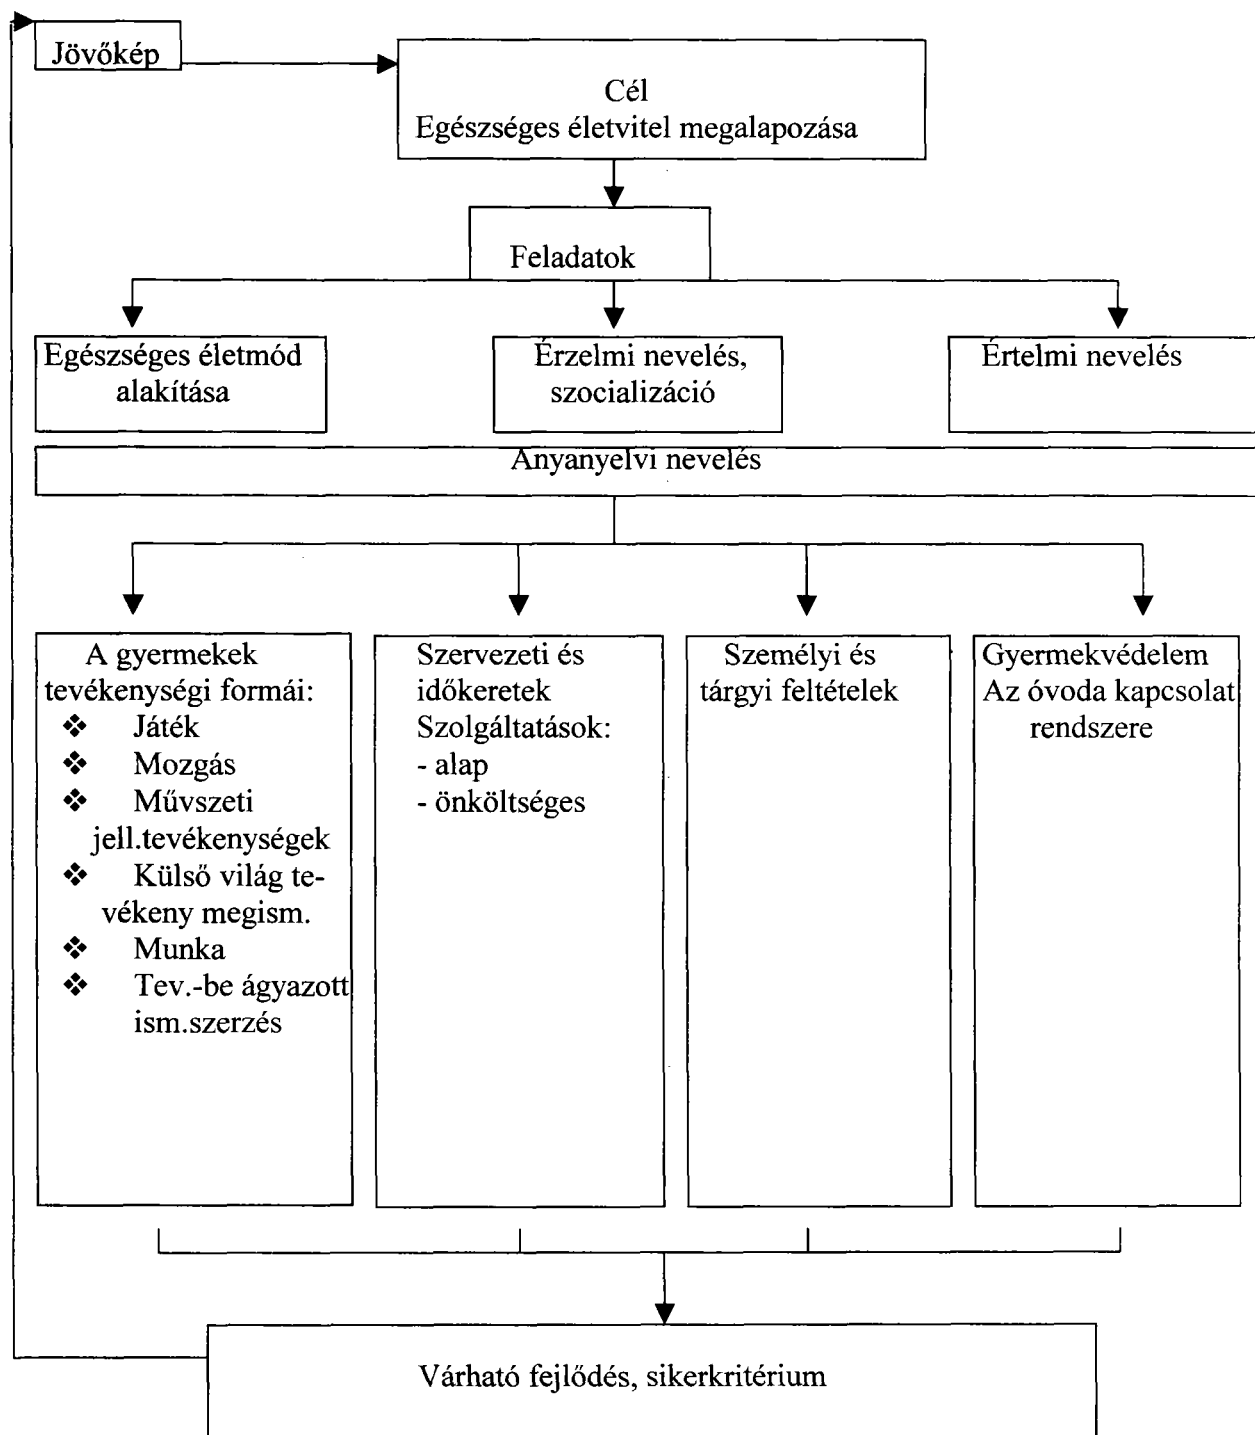 Jövőkép
Cél
Egészséges életvitel megalapozása
Feladatok
Egészséges életmód
alakítása
Érzelmi nevelés,
szocializáció
Értelmi nevelés
Anyanyelvi nevelés
A gyermekek
tevékenységi formái:
❖ Játék
❖ Mozgás
❖Művszeti
jell.tevékenységek
❖ Külső világ te-
vékeny megism.
❖ Munka
❖ Tev.-be ágyazott
ism.szerzés
Szervezeti és
időkeretek
Szolgáltatások:
- alap
- önköltséges
Személyi és
tárgyi feltételek
Gyermekvédelem
Az óvoda kapcsolat
rendszere
Várható fejlődés, sikerkritérium